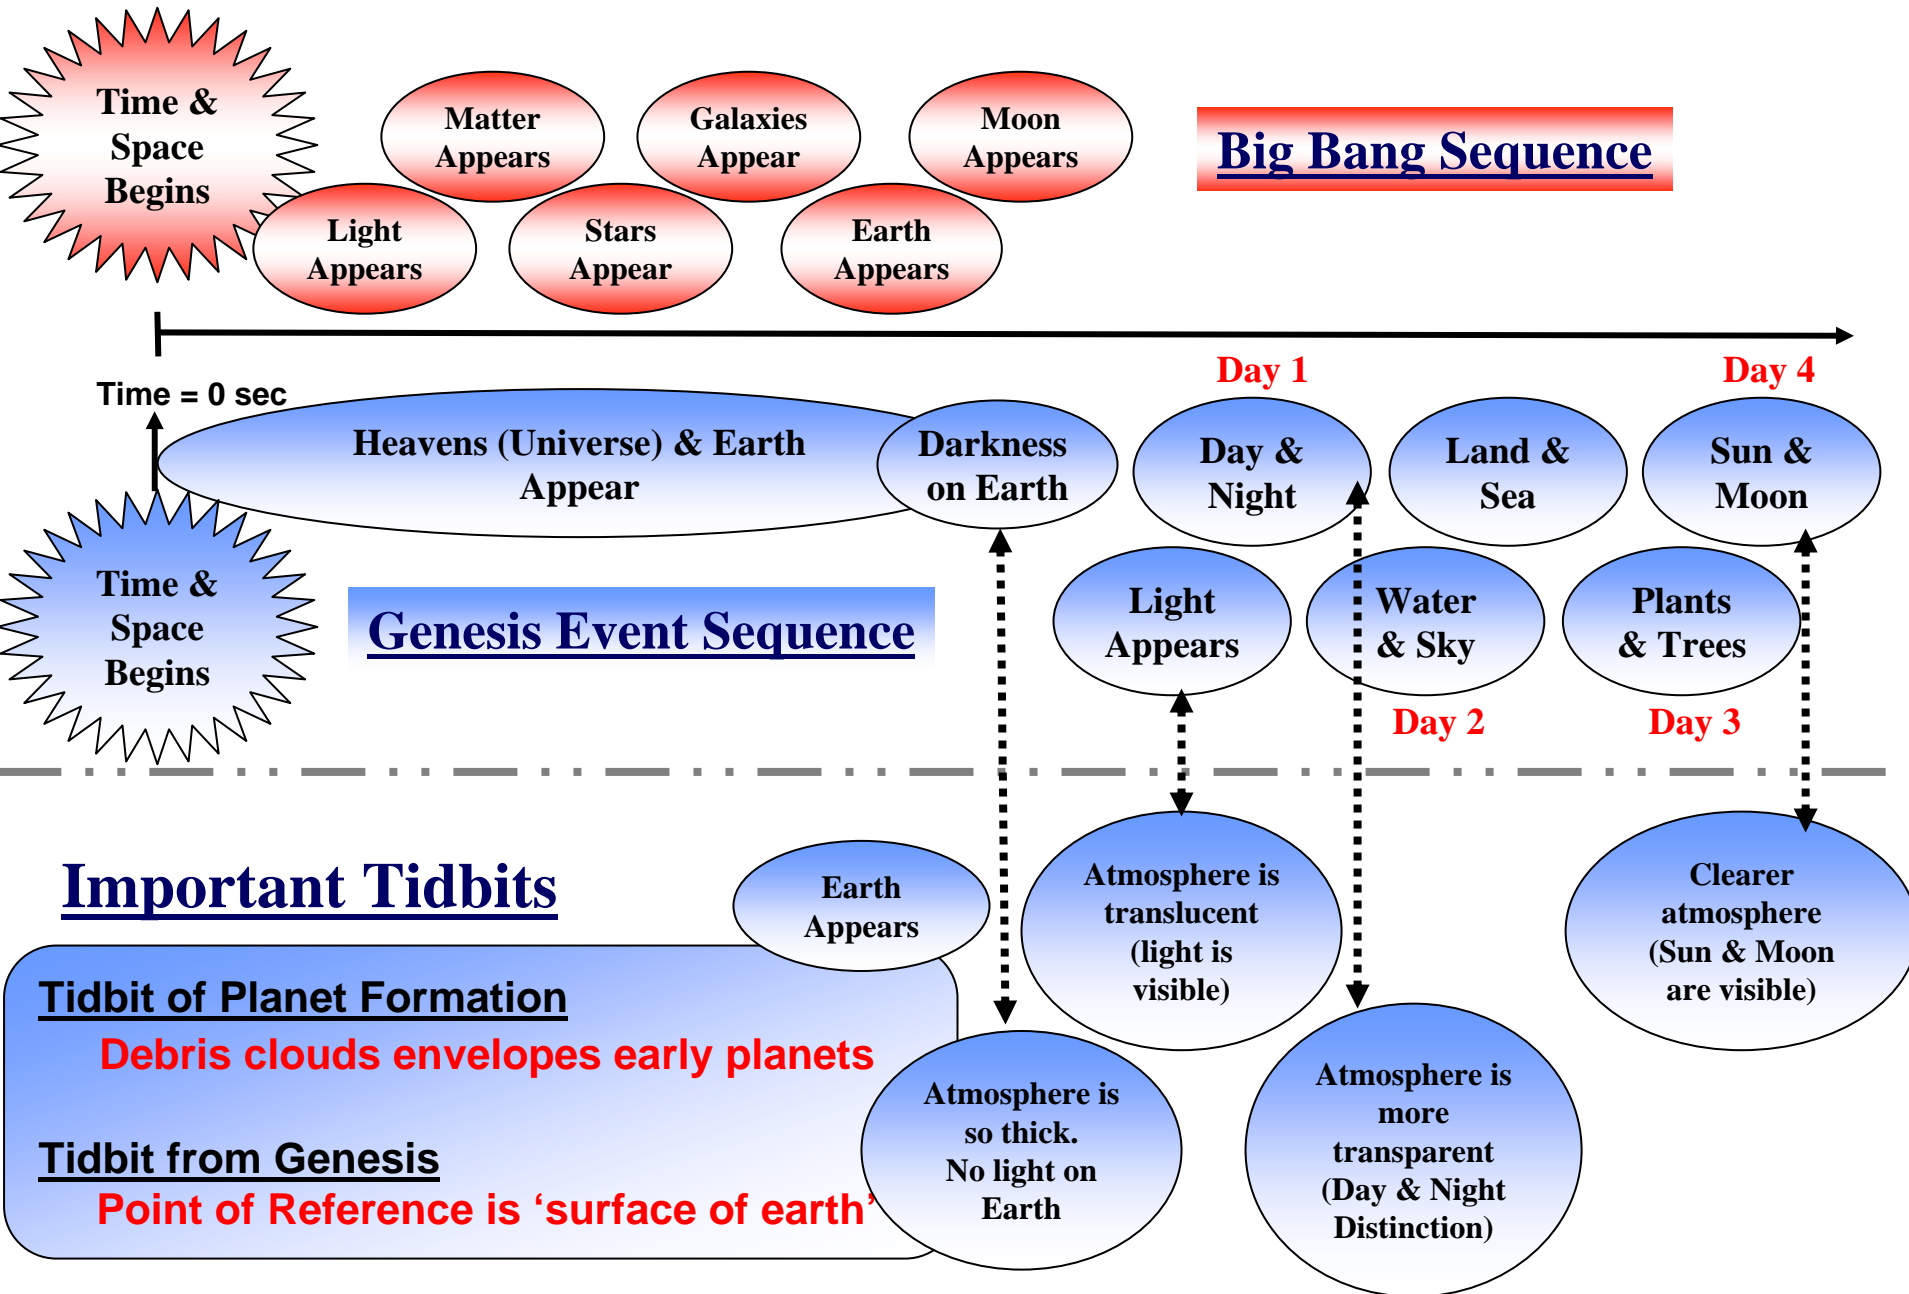 Time &
Space
Begins
Matter
Appears
Galaxies
Appear
Moon
Appears
Big Bang Sequence
Light
Appears
Stars
Appear
Earth
Appears
Time = 0 sec
Day 1
Day 4
Heavens (Universe) & Earth
Appear
Darkness
on Earth
Day &
Night
Land &
Sea
Sun &
Moon
Time &
Space
Begins
Genesis Event Sequence
Light
Appears
Water
& Sky
Plants
& Trees
Day 2
Day 3
Important Tidbits
Earth
Appears
Atmosphere is
translucent
(light is
visible)
Clearer
atmosphere
(Sun & Moon
are visible)
Tidbit of Planet Formation
Debris clouds envelopes early planets
Tidbit from Genesis
Point of Reference is ‘surface of earth’
Atmosphere is
so thick.
No light on
Earth
Atmosphere is
more
transparent
(Day & Night
Distinction)